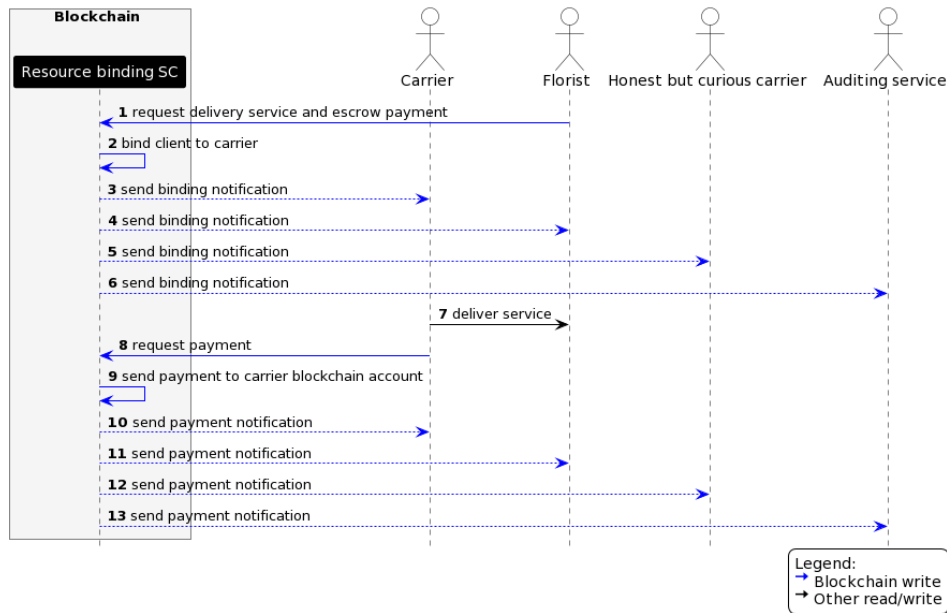 Blockchain
Resource binding SC
Carrier
Florist
Honest but curious carrier
Auditing service
1 request delivery service and escrow payment
2 bind client to carrier
3 send binding notification
4 send binding notification
5 send binding notification
6 send binding notification
7 deliver service
8 request payment
9 send payment to carrier blockchain account
10 send payment notification
11 send payment notification
12 send payment notification
13 send payment notification
Legend:
Blockchain write
Other read/write